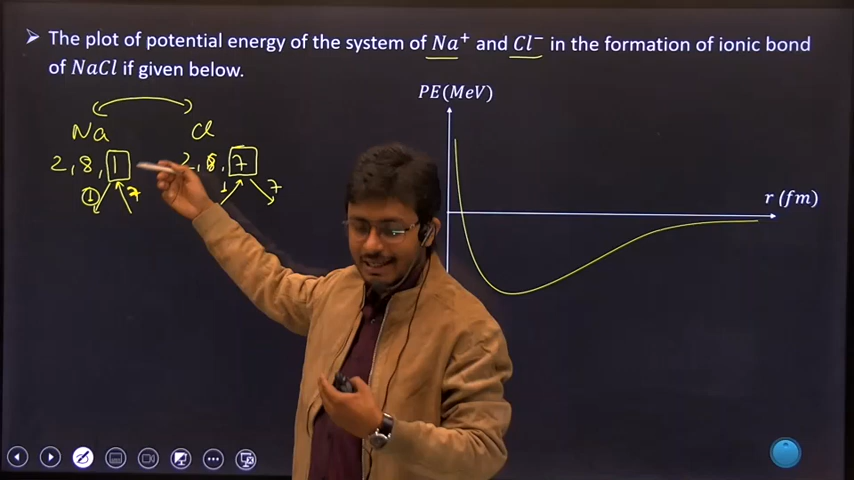 The plot of potential energy of the system of Na⁺ and Cl⁻ in the formation of ionic bond
of NaCl if given below.
PE(MeV)
Na Cl
2,8,1 2,8,7
1 7 1 7
r (fm)